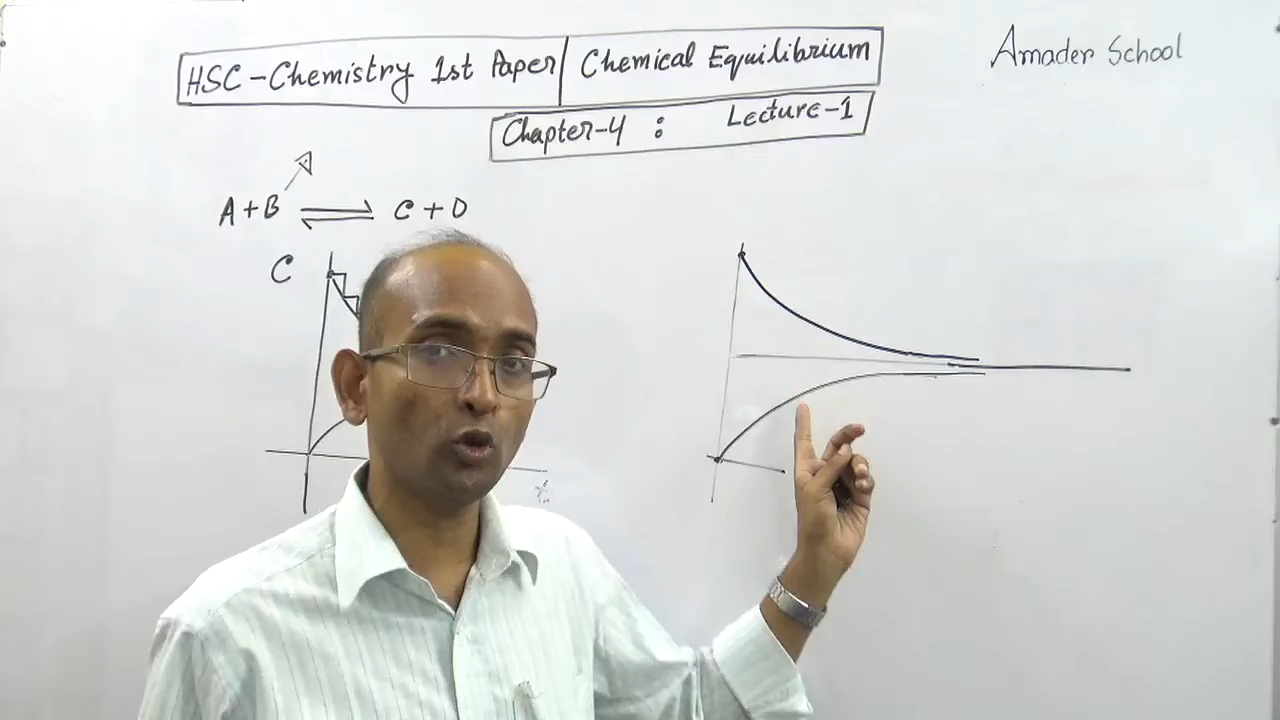 HSC-Chemistry 1st Paper Chemical Equilibrium
Amader School
Chapter-4 : Lecture-1
A+B ⇌ C+D
C